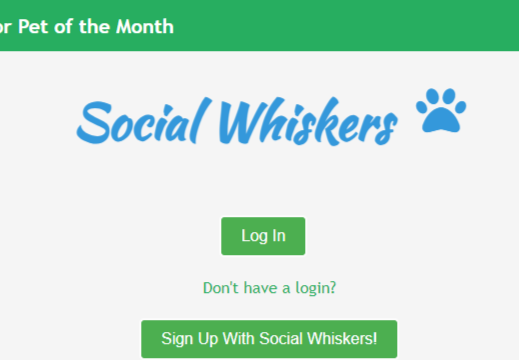 or Pet of the Month
Social Whiskers
Log In
Don't have a login?
Sign Up With Social Whiskers!